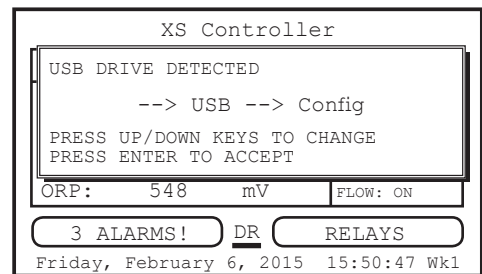 XS Controller
USB DRIVE DETECTED
--> USB --> Config
PRESS UP/DOWN KEYS TO CHANGE
PRESS ENTER TO ACCEPT
ORP: 548 mV FLOW: ON
3 ALARMS! DR RELAYS
Friday, February 6, 2015 15:50:47 Wk1